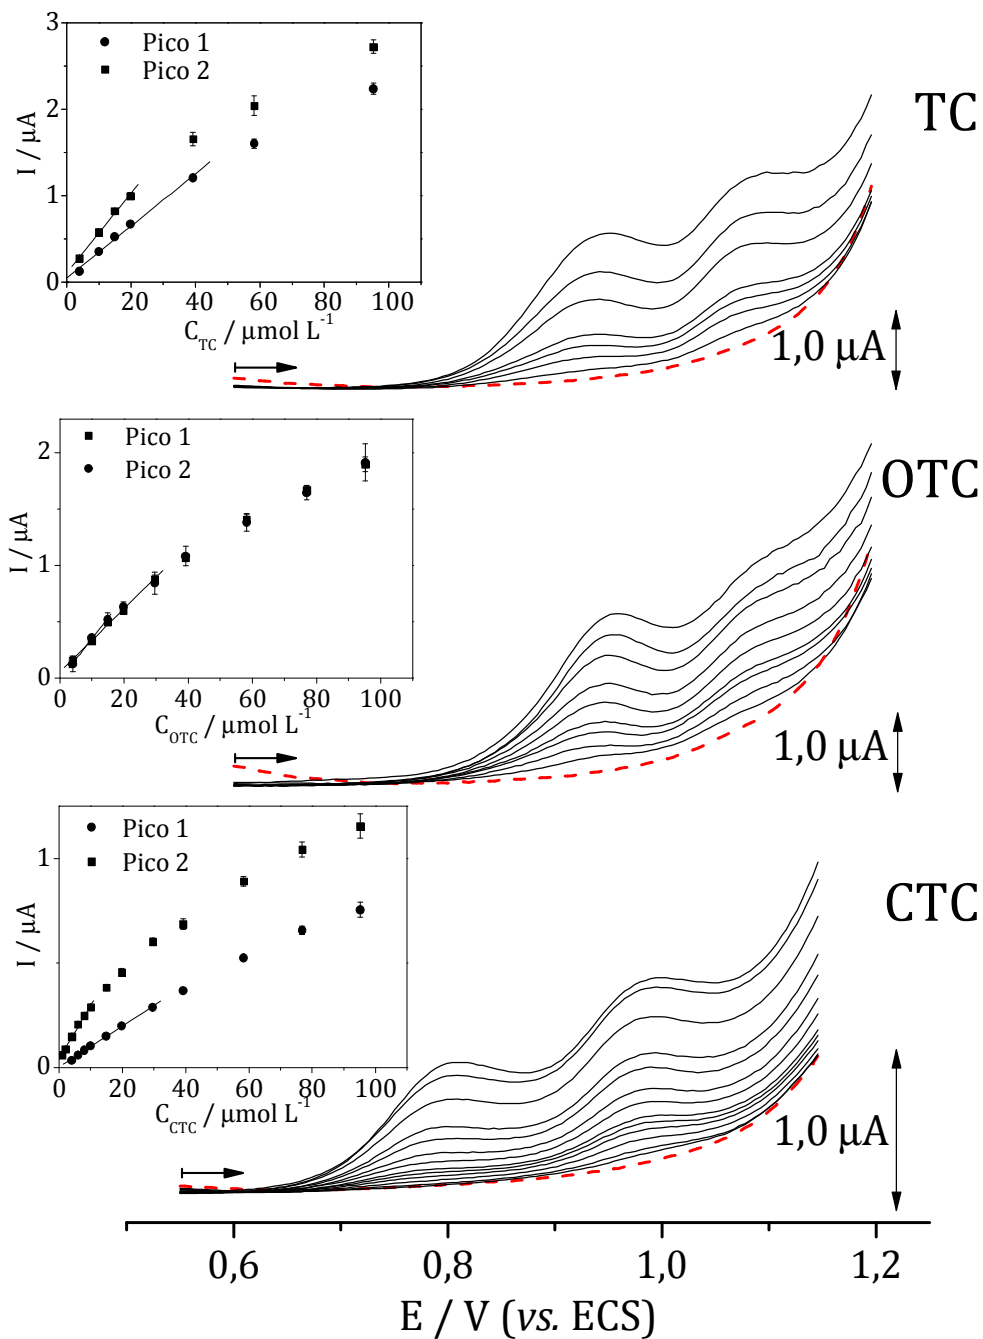 3
Pico 1
Pico 2
2
1
0
I / µA
0 20 40 60 80 100
C_TC / µmol L⁻¹
TC
1,0 µA
2
Pico 1
Pico 2
1
0
I / µA
0 20 40 60 80 100
C_OTC / µmol L⁻¹
OTC
1,0 µA
Pico 1
Pico 2
1
0
I / µA
0 20 40 60 80 100
C_CTC / µmol L⁻¹
CTC
1,0 µA
0,6 0,8 1,0 1,2
E / V (vs. ECS)